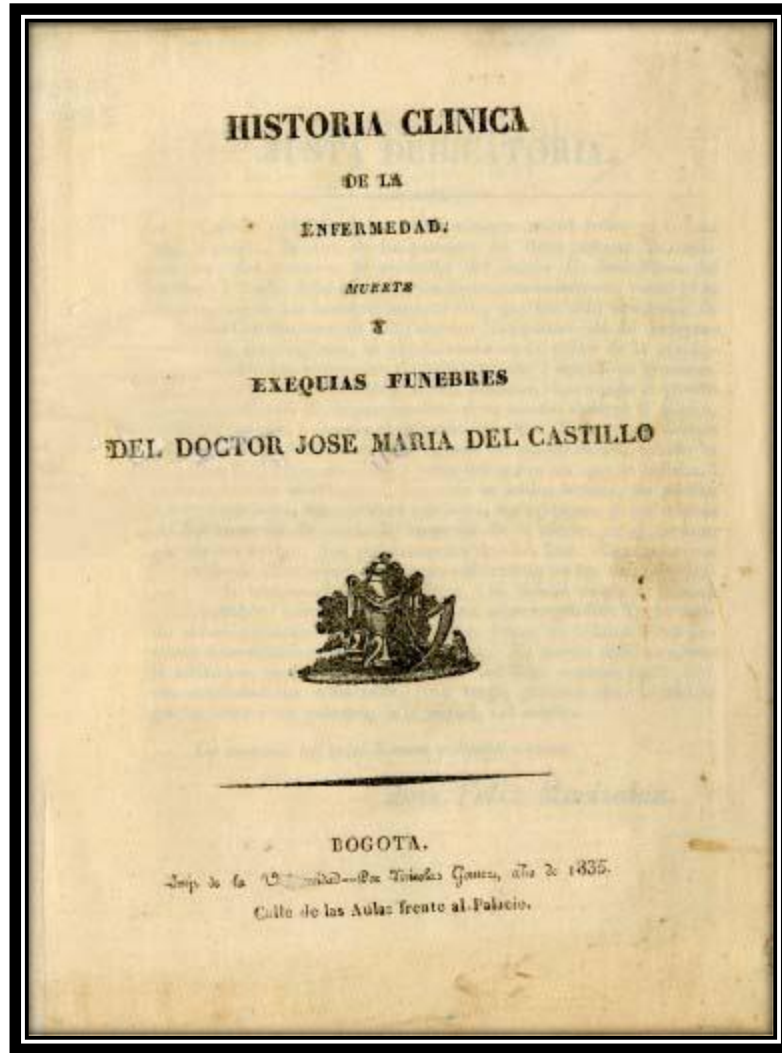 HISTORIA CLINICA
DE LA
ENFERMEDAD.
MUERTE
Y
EXEQUIAS FUNEBRES
DEL DOCTOR JOSE MARIA DEL CASTILLO
BOGOTA.
Imp. de la Por Nicolas Gomez, año de 1835.
Calle de las Aulas frente al Palacio.